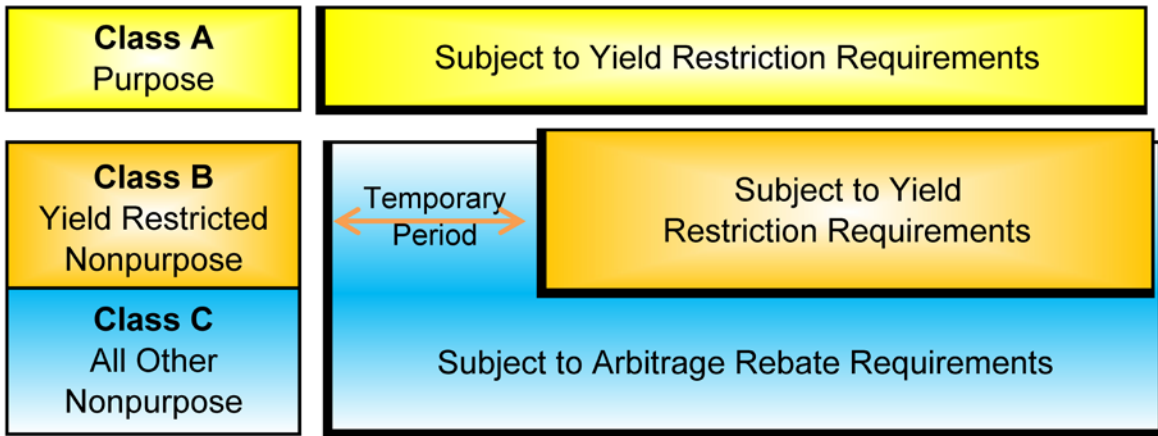 Class A
Purpose
Subject to Yield Restriction Requirements
Class B
Yield Restricted
Nonpurpose
Temporary
Period
Subject to Yield
Restriction Requirements
Class C
All Other
Nonpurpose
Subject to Arbitrage Rebate Requirements